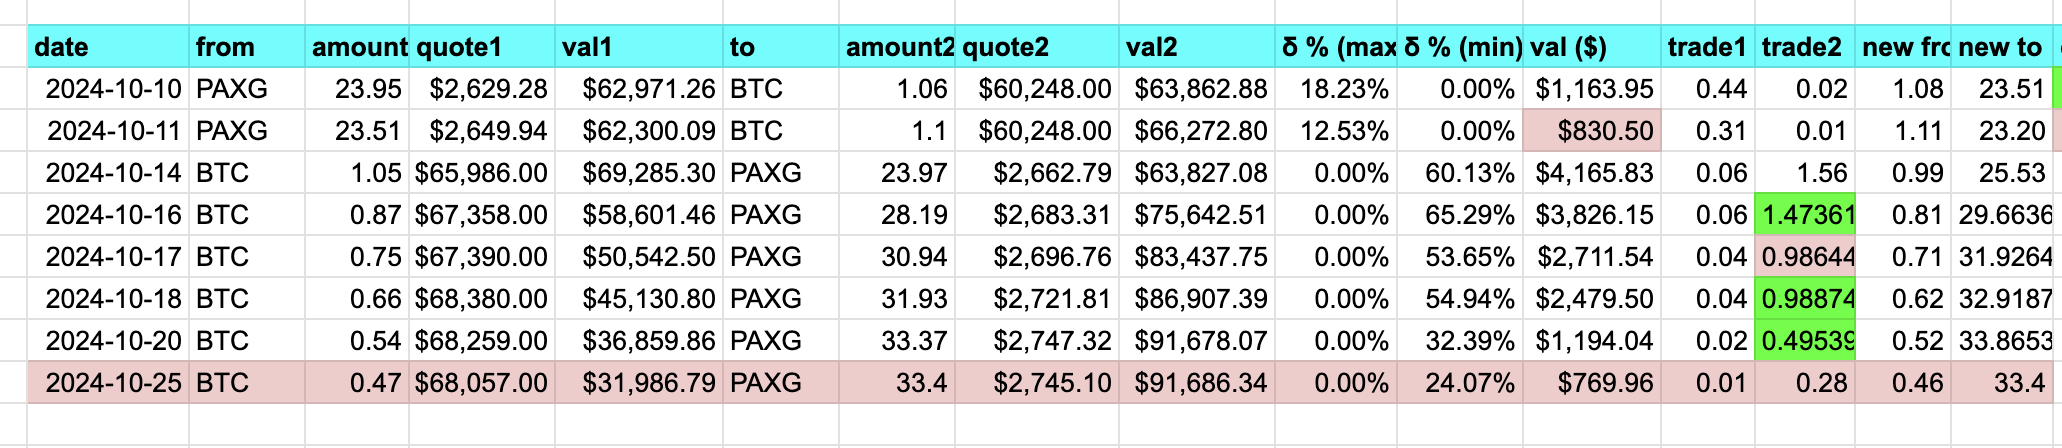 date from amount quote1 val1 to amount2 quote2 val2 δ % (max δ % (min) val ($) trade1 trade2 new fro new to
2024-10-10 PAXG 23.95 $2,629.28 $62,971.26 BTC 1.06 $60,248.00 $63,862.88 18.23% 0.00% $1,163.95 0.44 0.02 1.08 23.51
2024-10-11 PAXG 23.51 $2,649.94 $62,300.09 BTC 1.1 $60,248.00 $66,272.80 12.53% 0.00% $830.50 0.31 0.01 1.11 23.20
2024-10-14 BTC 1.05 $65,986.00 $69,285.30 PAXG 23.97 $2,662.79 $63,827.08 0.00% 60.13% $4,165.83 0.06 1.56 0.99 25.53
2024-10-16 BTC 0.87 $67,358.00 $58,601.46 PAXG 28.19 $2,683.31 $75,642.51 0.00% 65.29% $3,826.15 0.06 1.47361 0.81 29.6636
2024-10-17 BTC 0.75 $67,390.00 $50,542.50 PAXG 30.94 $2,696.76 $83,437.75 0.00% 53.65% $2,711.54 0.04 0.98644 0.71 31.9264
2024-10-18 BTC 0.66 $68,380.00 $45,130.80 PAXG 31.93 $2,721.81 $86,907.39 0.00% 54.94% $2,479.50 0.04 0.98874 0.62 32.9187
2024-10-20 BTC 0.54 $68,259.00 $36,859.86 PAXG 33.37 $2,747.32 $91,678.07 0.00% 32.39% $1,194.04 0.02 0.49539 0.52 33.8653
2024-10-25 BTC 0.47 $68,057.00 $31,986.79 PAXG 33.4 $2,745.10 $91,686.34 0.00% 24.07% $769.96 0.01 0.28 0.46 33.4